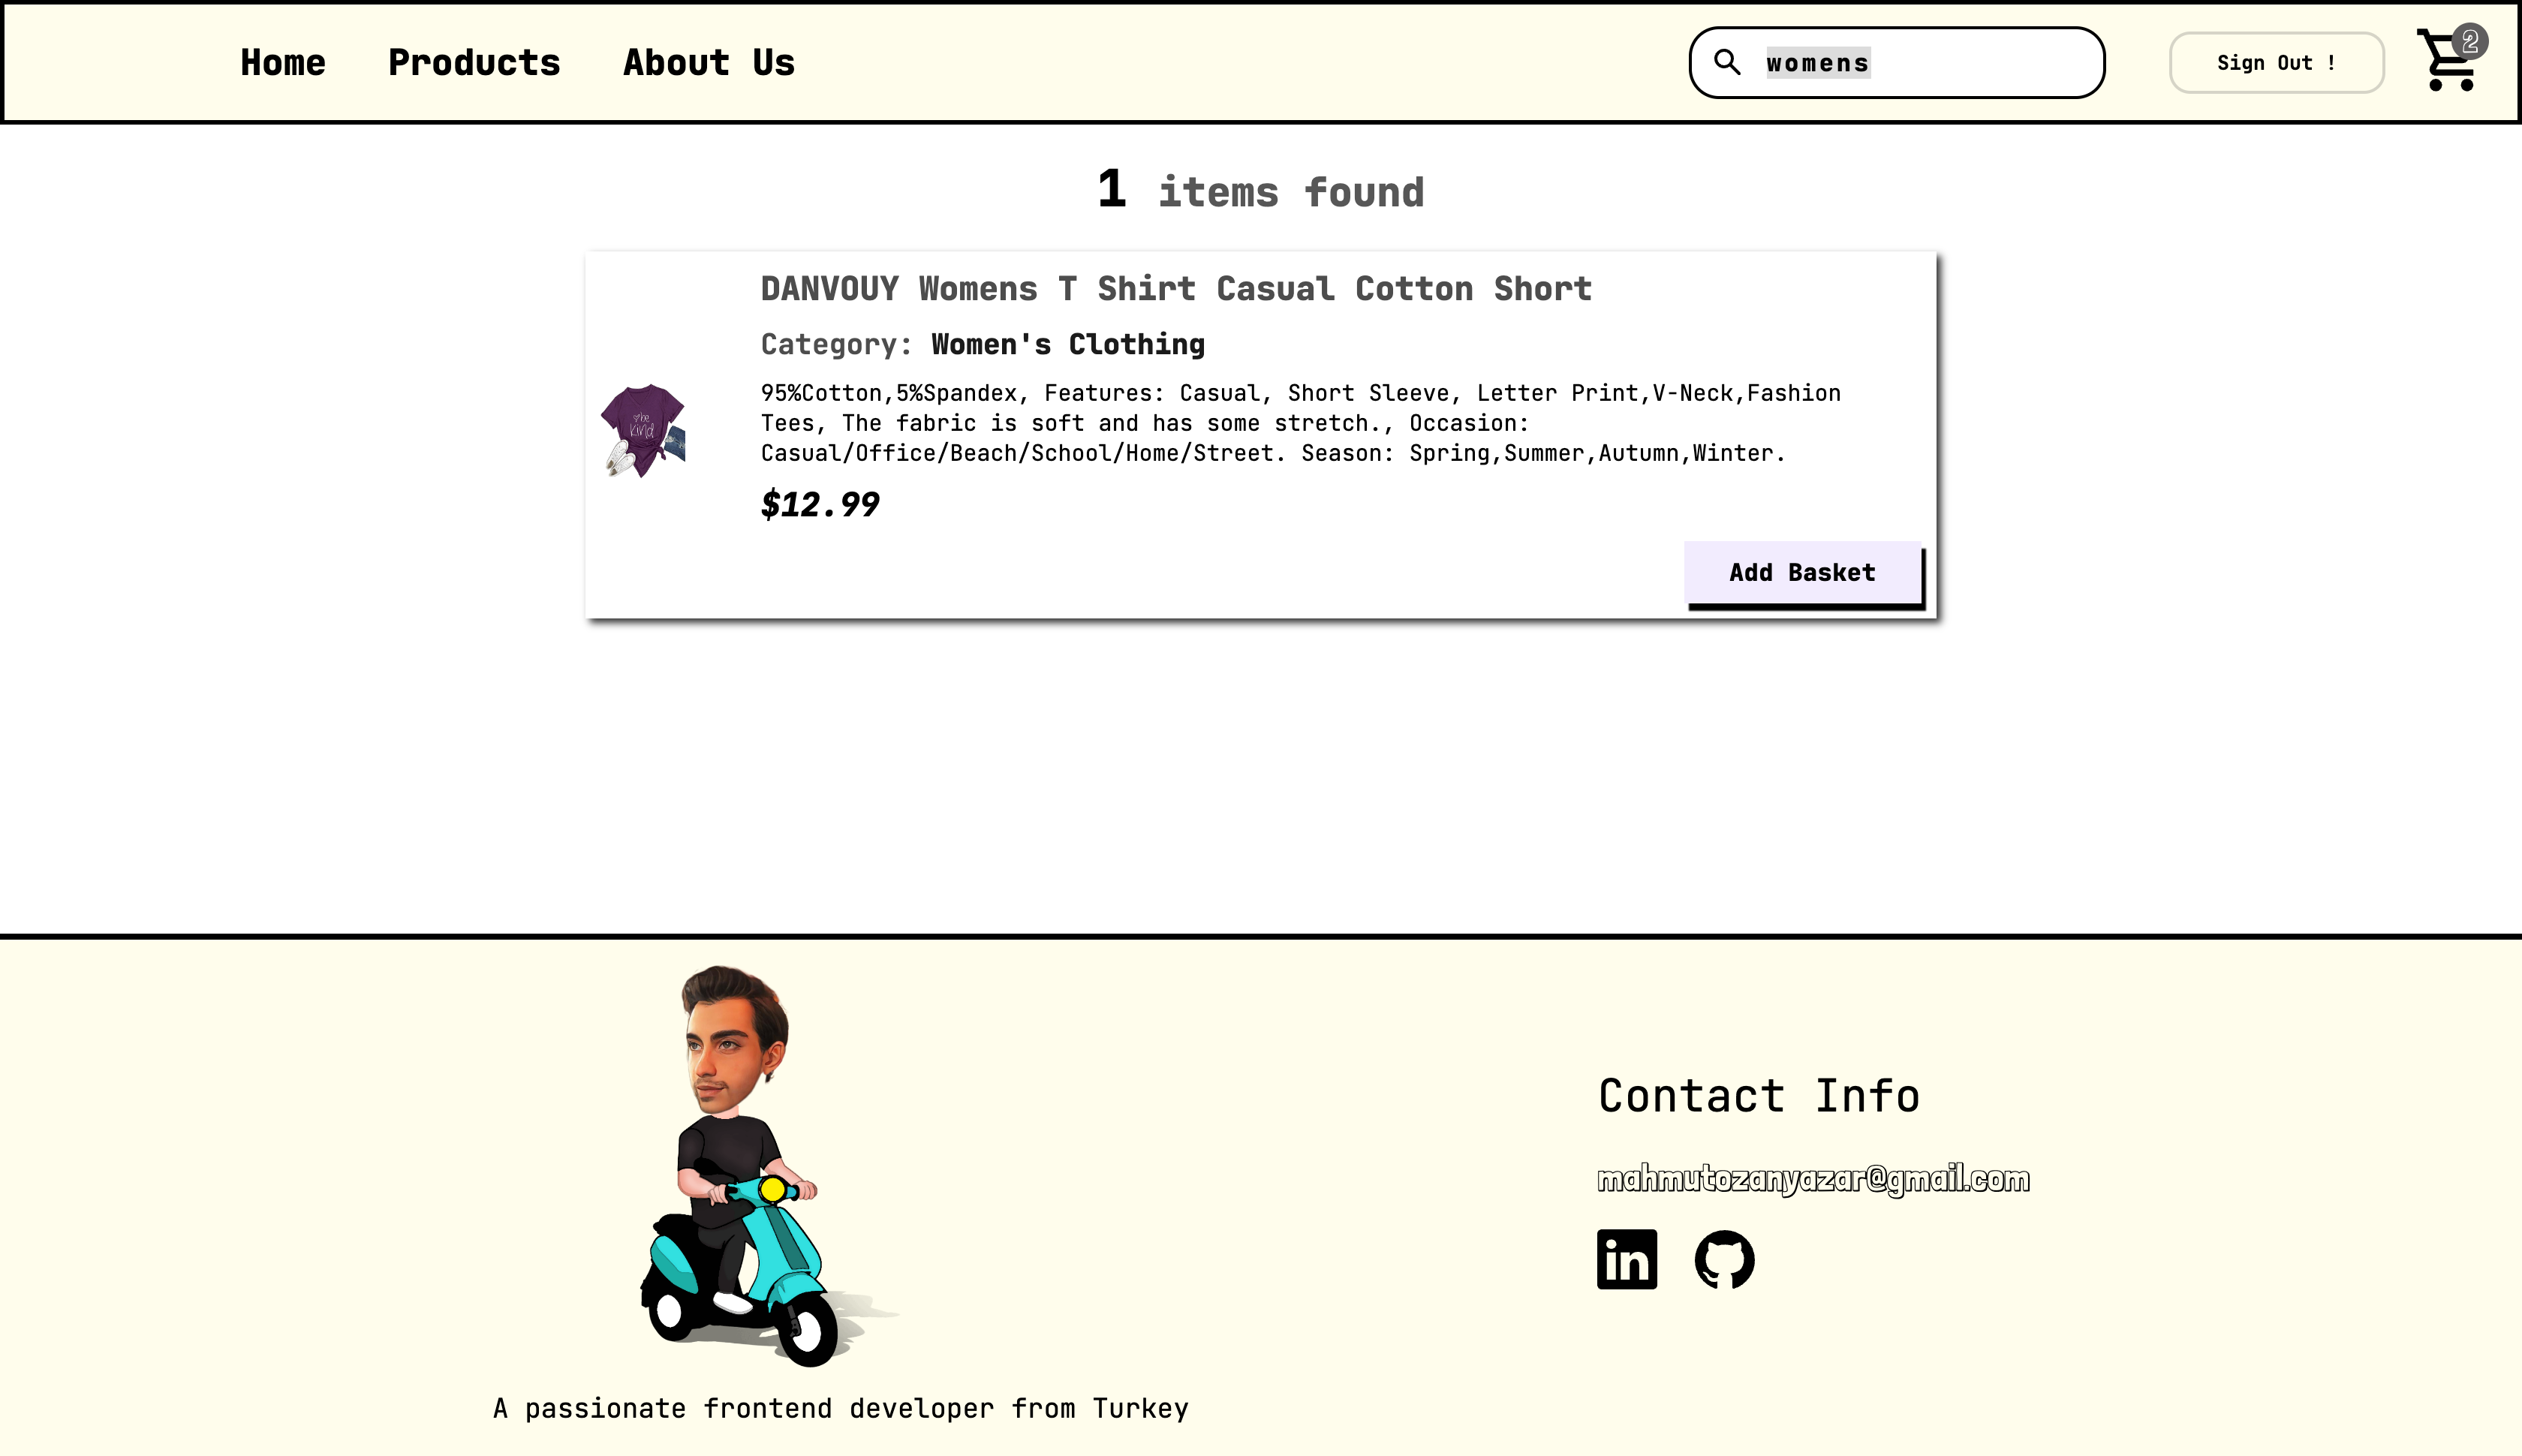 Home Products About Us womens Sign Out ! 2
1 items found
DANVOUY Womens T Shirt Casual Cotton Short
Category: Women's Clothing
95%Cotton,5%Spandex, Features: Casual, Short Sleeve, Letter Print,V-Neck,Fashion
Tees, The fabric is soft and has some stretch., Occasion:
Casual/Office/Beach/School/Home/Street. Season: Spring,Summer,Autumn,Winter.
be
kind
$12.99
Add Basket
Contact Info
mahmutozanyazar@gmail.com
in
A passionate frontend developer from Turkey